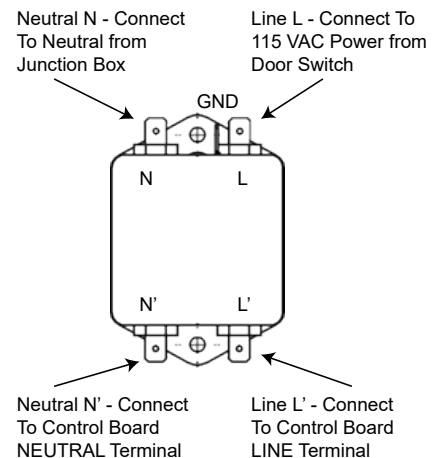 Neutral N - Connect
To Neutral from
Junction Box
Line L - Connect To
115 VAC Power from
Door Switch
GND
N
L
N’
L’
Neutral N’ - Connect
To Control Board
NEUTRAL Terminal
Line L’ - Connect
To Control Board
LINE Terminal